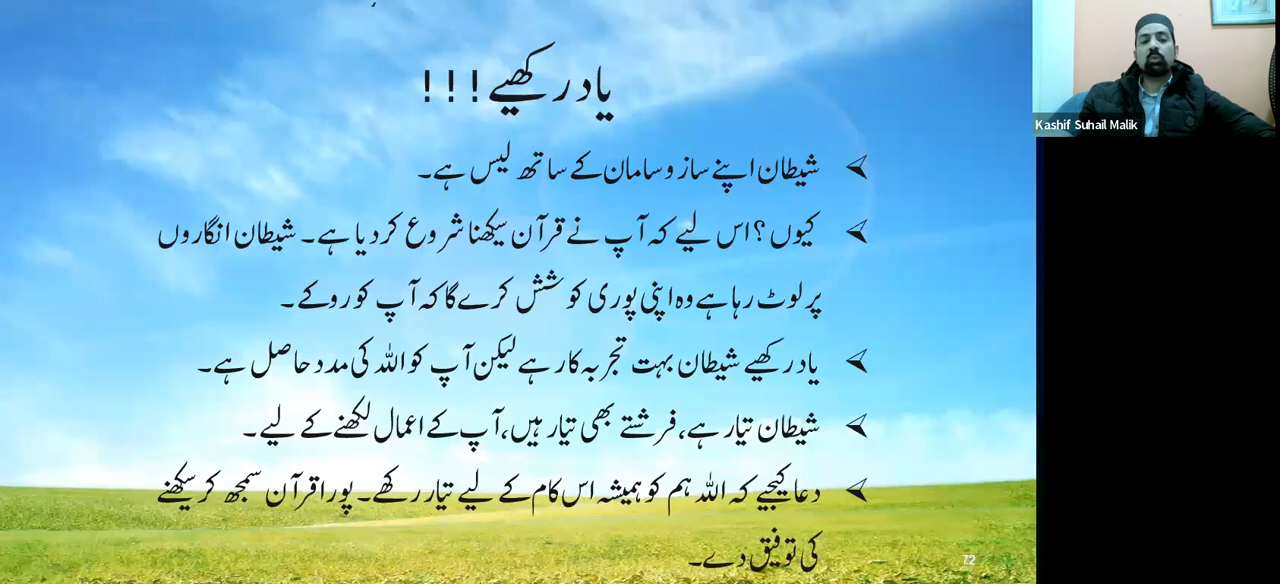 یاد رکھیے!!!
شیطان اپنے ساز و سامان کے ساتھ لیس ہے۔
کیوں؟ اس لیے کہ آپ نے قرآن سیکھنا شروع کر دیا ہے۔ شیطان انگاروں
پر لوٹ رہا ہے وہ اپنی پوری کوشش کرے گا کہ آپ کو روکے۔
یاد رکھیے شیطان بہت تجربہ کار ہے لیکن آپ کو اللہ کی مدد حاصل ہے۔
شیطان تیار ہے، فرشتے بھی تیار ہیں، آپ کے اعمال لکھنے کے لیے۔
دعا کیجیے کہ اللہ ہم کو ہمیشہ اس کام کے لیے تیار رکھے۔ پورا قرآن سمجھ کر سیکھنے
کی توفیق دے۔
72
Kashif Suhail Malik